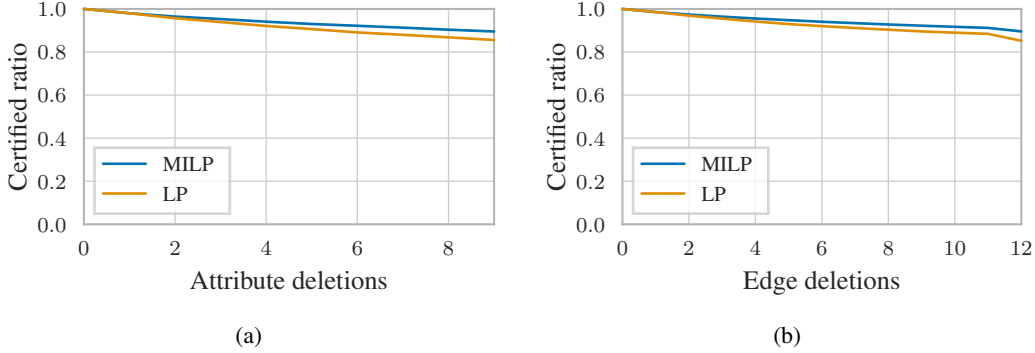 1.0
0.8
0.6
0.4
0.2
0.0
Certified ratio
MILP
LP
0 2 4 6 8
Attribute deletions
(a)
1.0
0.8
0.6
0.4
0.2
0.0
Certified ratio
MILP
LP
0 2 4 6 8 10 12
Edge deletions
(b)